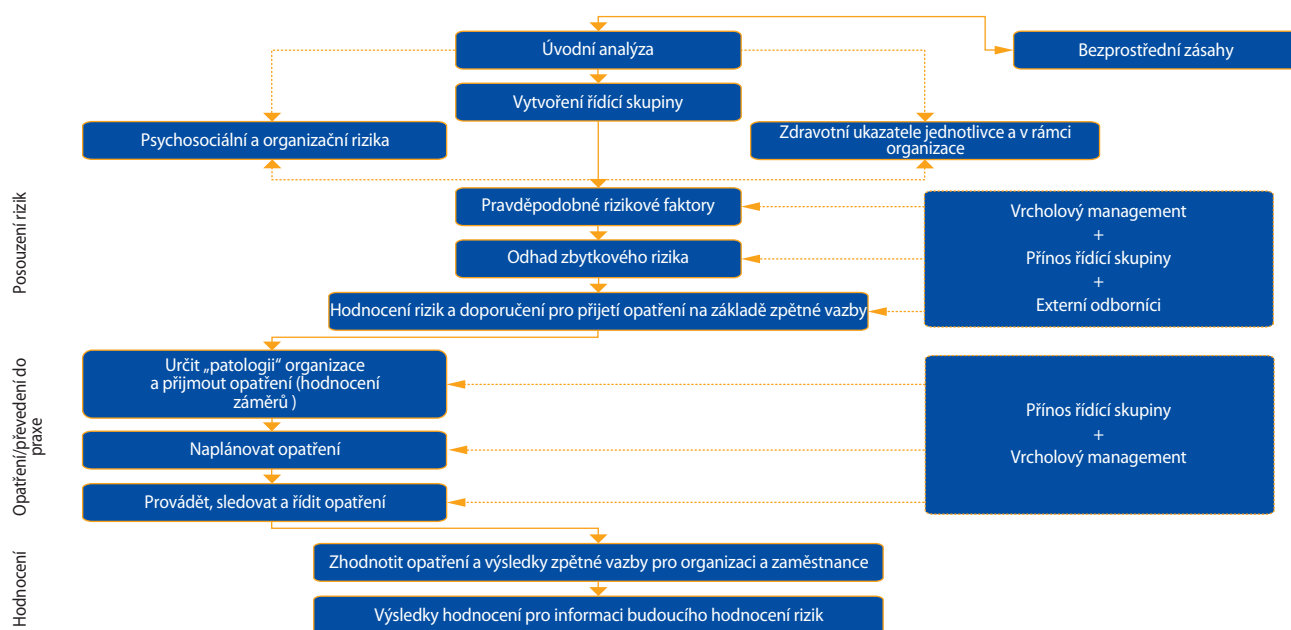 Úvodní analýza
Bezprostřední zásahy
Vytvoření řídící skupiny
Psychosociální a organizační rizika
Zdravotní ukazatele jednotlivce a v rámci
organizace
Posouzení rizik
Pravděpodobné rizikové faktory
Odhad zbytkového rizika
Hodnocení rizik a doporučení pro přijetí opatření na základě zpětné vazby
Vrcholový management
+
Přínos řídící skupiny
+
Externí odborníci
Opatření/převedení do
praxe
Určit „patologii“ organizace
a přijmout opatření (hodnocení
záměrů )
Naplánovat opatření
Provádět, sledovat a řídit opatření
Přínos řídící skupiny
+
Vrcholový management
Hodnocení
Zhodnotit opatření a výsledky zpětné vazby pro organizaci a zaměstnance
Výsledky hodnocení pro informaci budoucího hodnocení rizik